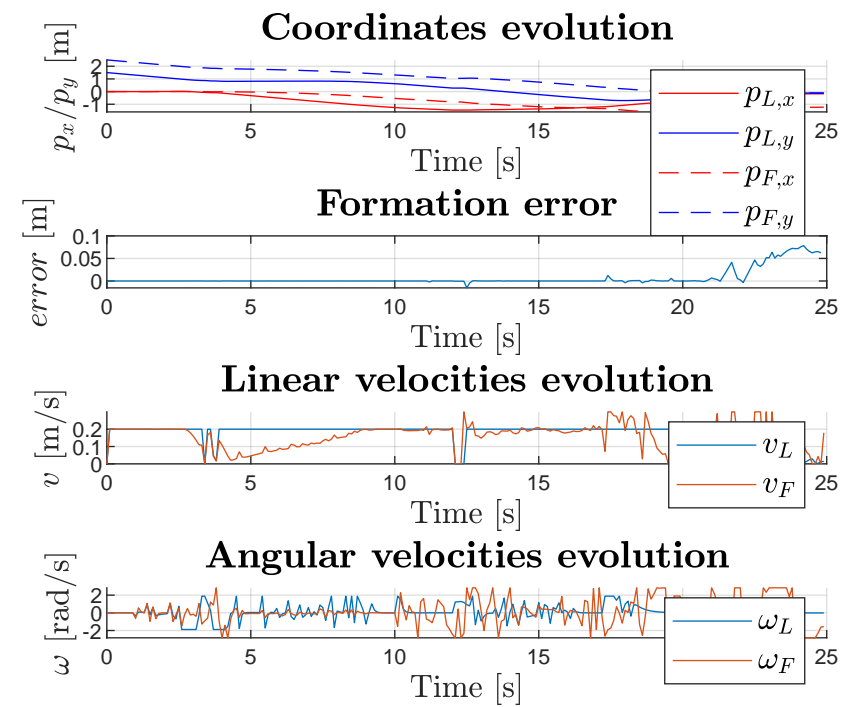 Coordinates evolution
p_x/p_y [m]
2
1
0
-1
0 5 10 25
Time [s]
p_{L,x}
p_{L,y}
p_{F,x}
p_{F,y}
Formation error
error [m]
0.1
0.05
0
0 5 10 15 20 25
Time [s]
Linear velocities evolution
v [m/s]
0.2
0.1
0
0 5 10 15 25
Time [s]
v_L
v_F
Angular velocities evolution
ω [rad/s]
2
0
-2
0 5 10 15 25
Time [s]
ω_L
ω_F